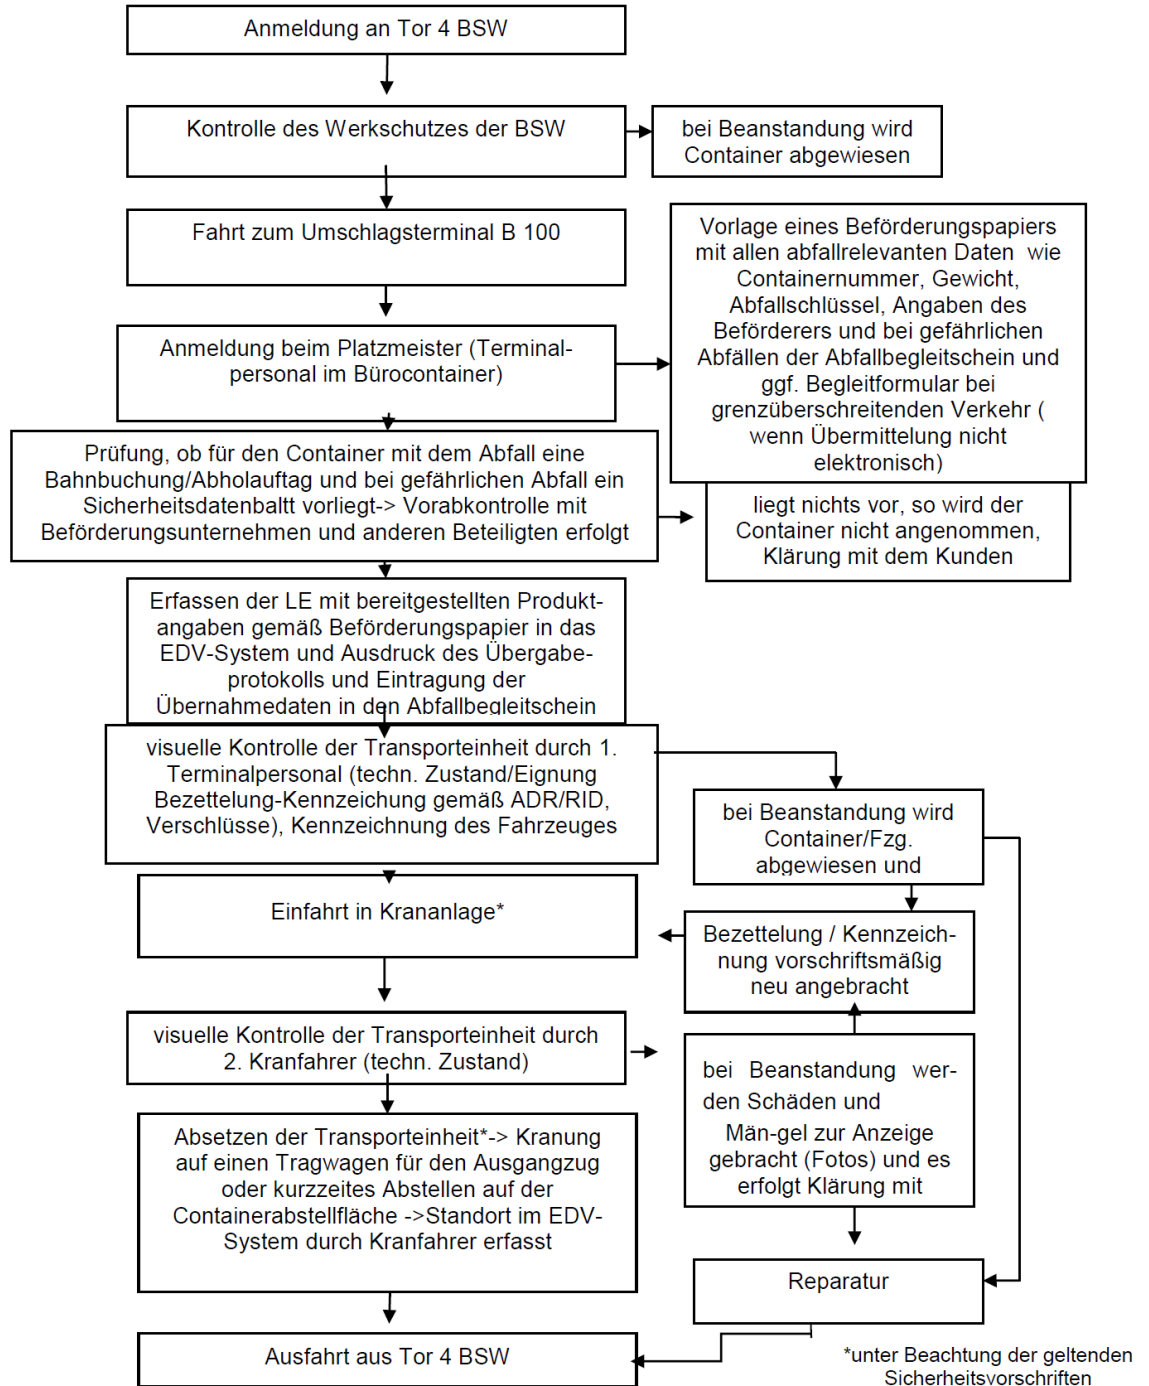 Anmeldung an Tor 4 BSW
Kontrolle des Werkschutzes der BSW
bei Beanstandung wird
Container abgewiesen
Fahrt zum Umschlagsterminal B 100
Vorlage eines Beförderungspapiers
mit allen abfallrelevanten Daten wie
Containernummer, Gewicht,
Abfallschlüssel, Angaben des
Beförderers und bei gefährlichen
Abfällen der Abfallbegleitschein und
ggf. Begleitformular bei
grenzüberschreitenden Verkehr (
wenn Übermittelung nicht
elektronisch)
Anmeldung beim Platzmeister (Terminal-
personal im Bürocontainer)
Prüfung, ob für den Container mit dem Abfall eine
Bahnbuchung/Abholauftag und bei gefährlichen Abfall ein
Sicherheitsdatenbaltt vorliegt-> Vorabkontrolle mit
Beförderungsunternehmen und anderen Beteiligten erfolgt
liegt nichts vor, so wird der
Container nicht angenommen,
Klärung mit dem Kunden
Erfassen der LE mit bereitgestellten Produkt-
angaben gemäß Beförderungspapier in das
EDV-System und Ausdruck des Übergabe-
protokolls und Eintragung der
Übernahmedaten in den Abfallbegleitschein
visuelle Kontrolle der Transporteinheit durch 1.
Terminalpersonal (techn. Zustand/Eignung
Bezettelung-Kennzeichung gemäß ADR/RID,
Verschlüsse), Kennzeichnung des Fahrzeuges
bei Beanstandung wird
Container/Fzg.
abgewiesen und
Einfahrt in Krananlage*
Bezettelung / Kennzeich-
nung vorschriftsmäßig
neu angebracht
visuelle Kontrolle der Transporteinheit durch
2. Kranfahrer (techn. Zustand)
bei Beanstandung wer-
den Schäden und
Män-gel zur Anzeige
gebracht (Fotos) und es
erfolgt Klärung mit
Absetzen der Transporteinheit*-> Kranung
auf einen Tragwagen für den Ausgangzug
oder kurzzeites Abstellen auf der
Containerabstellfläche ->Standort im EDV-
System durch Kranfahrer erfasst
Reparatur
Ausfahrt aus Tor 4 BSW
*unter Beachtung der geltenden
Sicherheitsvorschriften